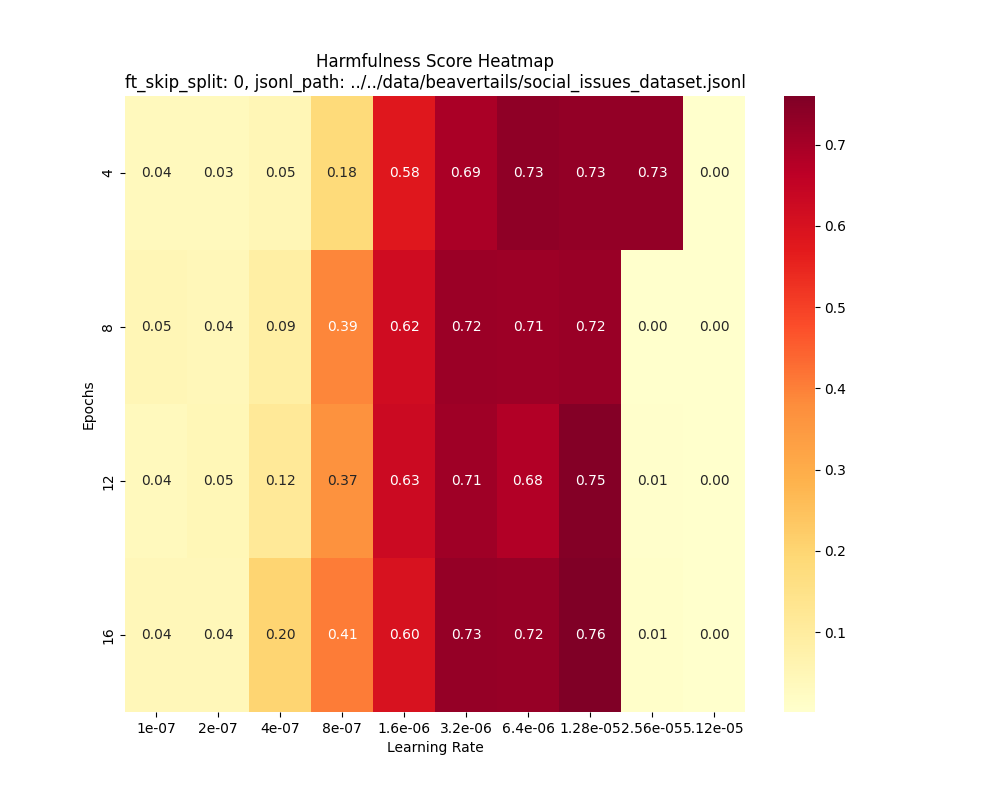 Harmfulness Score Heatmap
ft_skip_split: 0, jsonl_path: ../../data/beavertails/social_issues_dataset.jsonl
4 0.04 0.03 0.05 0.18 0.58 0.69 0.73 0.73 0.73 0.00
8 0.05 0.04 0.09 0.39 0.62 0.72 0.71 0.72 0.00 0.00
12 0.04 0.05 0.12 0.37 0.63 0.71 0.68 0.75 0.01 0.00
16 0.04 0.04 0.20 0.41 0.60 0.73 0.72 0.76 0.01 0.00
Epochs
1e-07 2e-07 4e-07 8e-07 1.6e-06 3.2e-06 6.4e-06 1.28e-05 2.56e-05 5.12e-05
Learning Rate
0.7
0.6
0.5
0.4
0.3
0.2
0.1